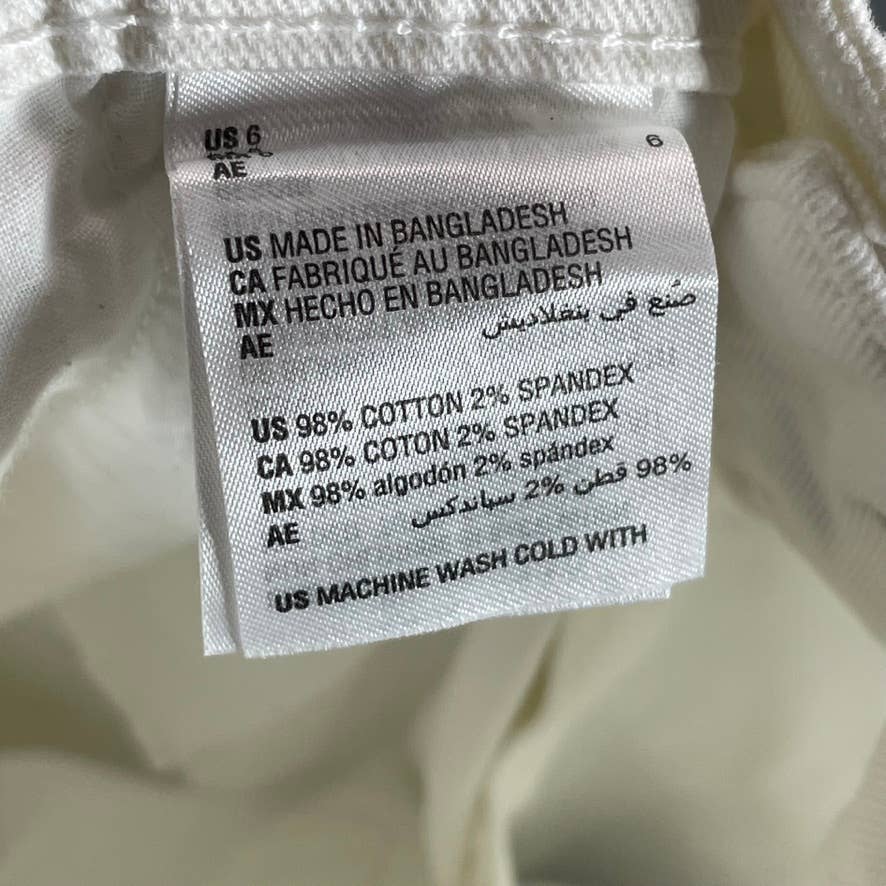 US 6
AE 6
US MADE IN BANGLADESH
CA FABRIQUÉ AU BANGLADESH
MX HECHO EN BANGLADESH
AE صنع في بنغلاديش
US 98% COTTON 2% SPANDEX
CA 98% COTON 2% SPANDEX
MX 98% algodón 2% spándex
AE 98% قطن 2% سباندكس
US MACHINE WASH COLD WITH